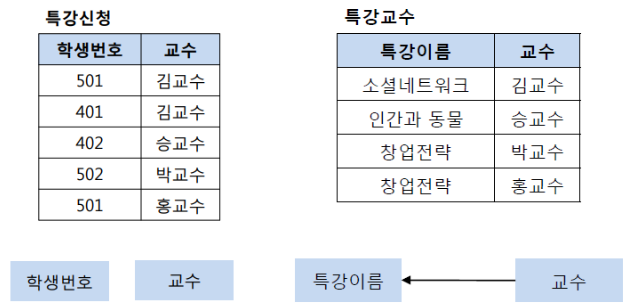 특강신청
학생번호 교수
501 김교수
401 김교수
402 승교수
502 박교수
501 홍교수
특강교수
특강이름 교수
소셜네트워크 김교수
인간과 동물 승교수
창업전략 박교수
창업전략 홍교수
학생번호 교수
특강이름 교수